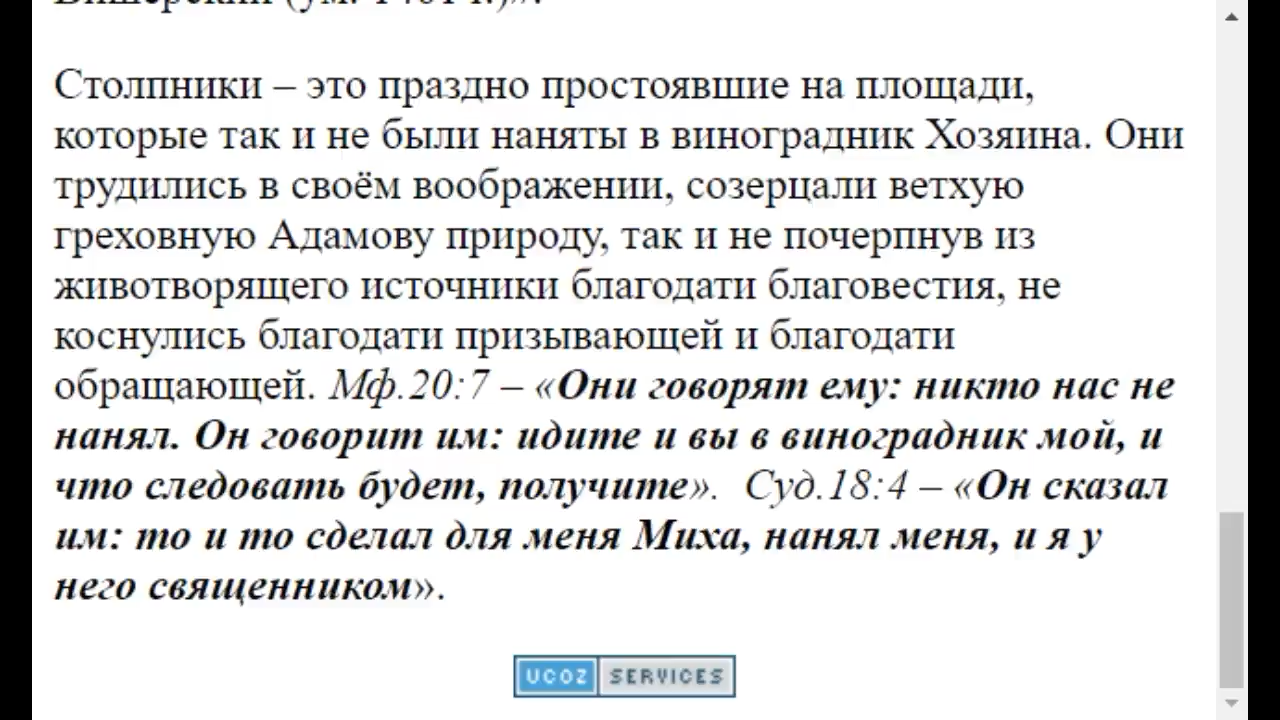 Столпники – это праздно простоявшие на площади,
которые так и не были наняты в виноградник Хозяина. Они
трудились в своём воображении, созерцали ветхую
греховную Адамову природу, так и не почерпнув из
животворящего источники благодати благовестия, не
коснулись благодати призывающей и благодати
обращающей. Мф.20:7 – «Они говорят ему: никто нас не
нанял. Он говорит им: идите и вы в виноградник мой, и
что следовать будет, получите».  Суд.18:4 – «Он сказал
им: то и то сделал для меня Миха, нанял меня, и я у
него священником».
UCOZ SERVICES